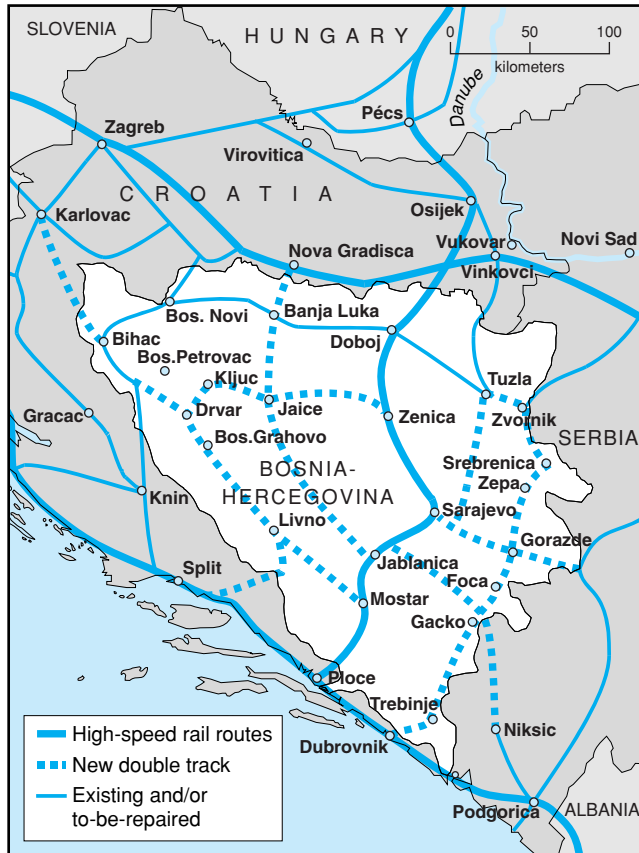 SLOVENIA
HUNGARY
0 50 100
kilometers
Danube
Pécs
Zagreb
Virovitica
CROATIA
Osijek
Karlovac
Vukovar
Novi Sad
Nova Gradisca
Vinkovci
Bos. Novi
Banja Luka
Bihac
Doboj
Bos.Petrovac
Kljuc
Tuzla
Gracac
Drvar
Jaice
Zenica
Zvornik
Bos.Grahovo
SERBIA
BOSNIA-
HERCEGOVINA
Srebrenica
Zepa
Knin
Sarajevo
Livno
Gorazde
Split
Jablanica
Foca
Mostar
Gacko
Ploce
Trebinje
High-speed rail routes
Niksic
New double track
Dubrovnik
Existing and/or
to-be-repaired
Podgorica
ALBANIA